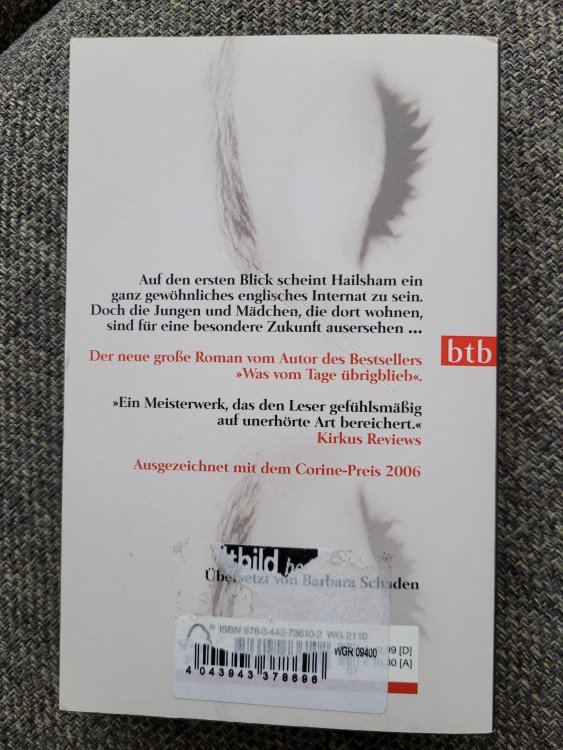 Auf den ersten Blick scheint Hailsham ein
ganz gewöhnliches englisches Internat zu sein.
Doch die Jungen und Mädchen, die dort wohnen,
sind für eine besondere Zukunft ausersehen ...
btb
Der neue große Roman vom Autor des Bestsellers
»Was vom Tage übrigblieb«.
»Ein Meisterwerk, das den Leser gefühlsmäßig
auf unerhörte Art bereichert.«
Kirkus Reviews
Ausgezeichnet mit dem Corine-Preis 2006
Übersetzt von Barbara Schaden
ISBN 978-3-442-73610-2 WG 2110
WGR 09400
[D]
[A]
07
4 043943 378696